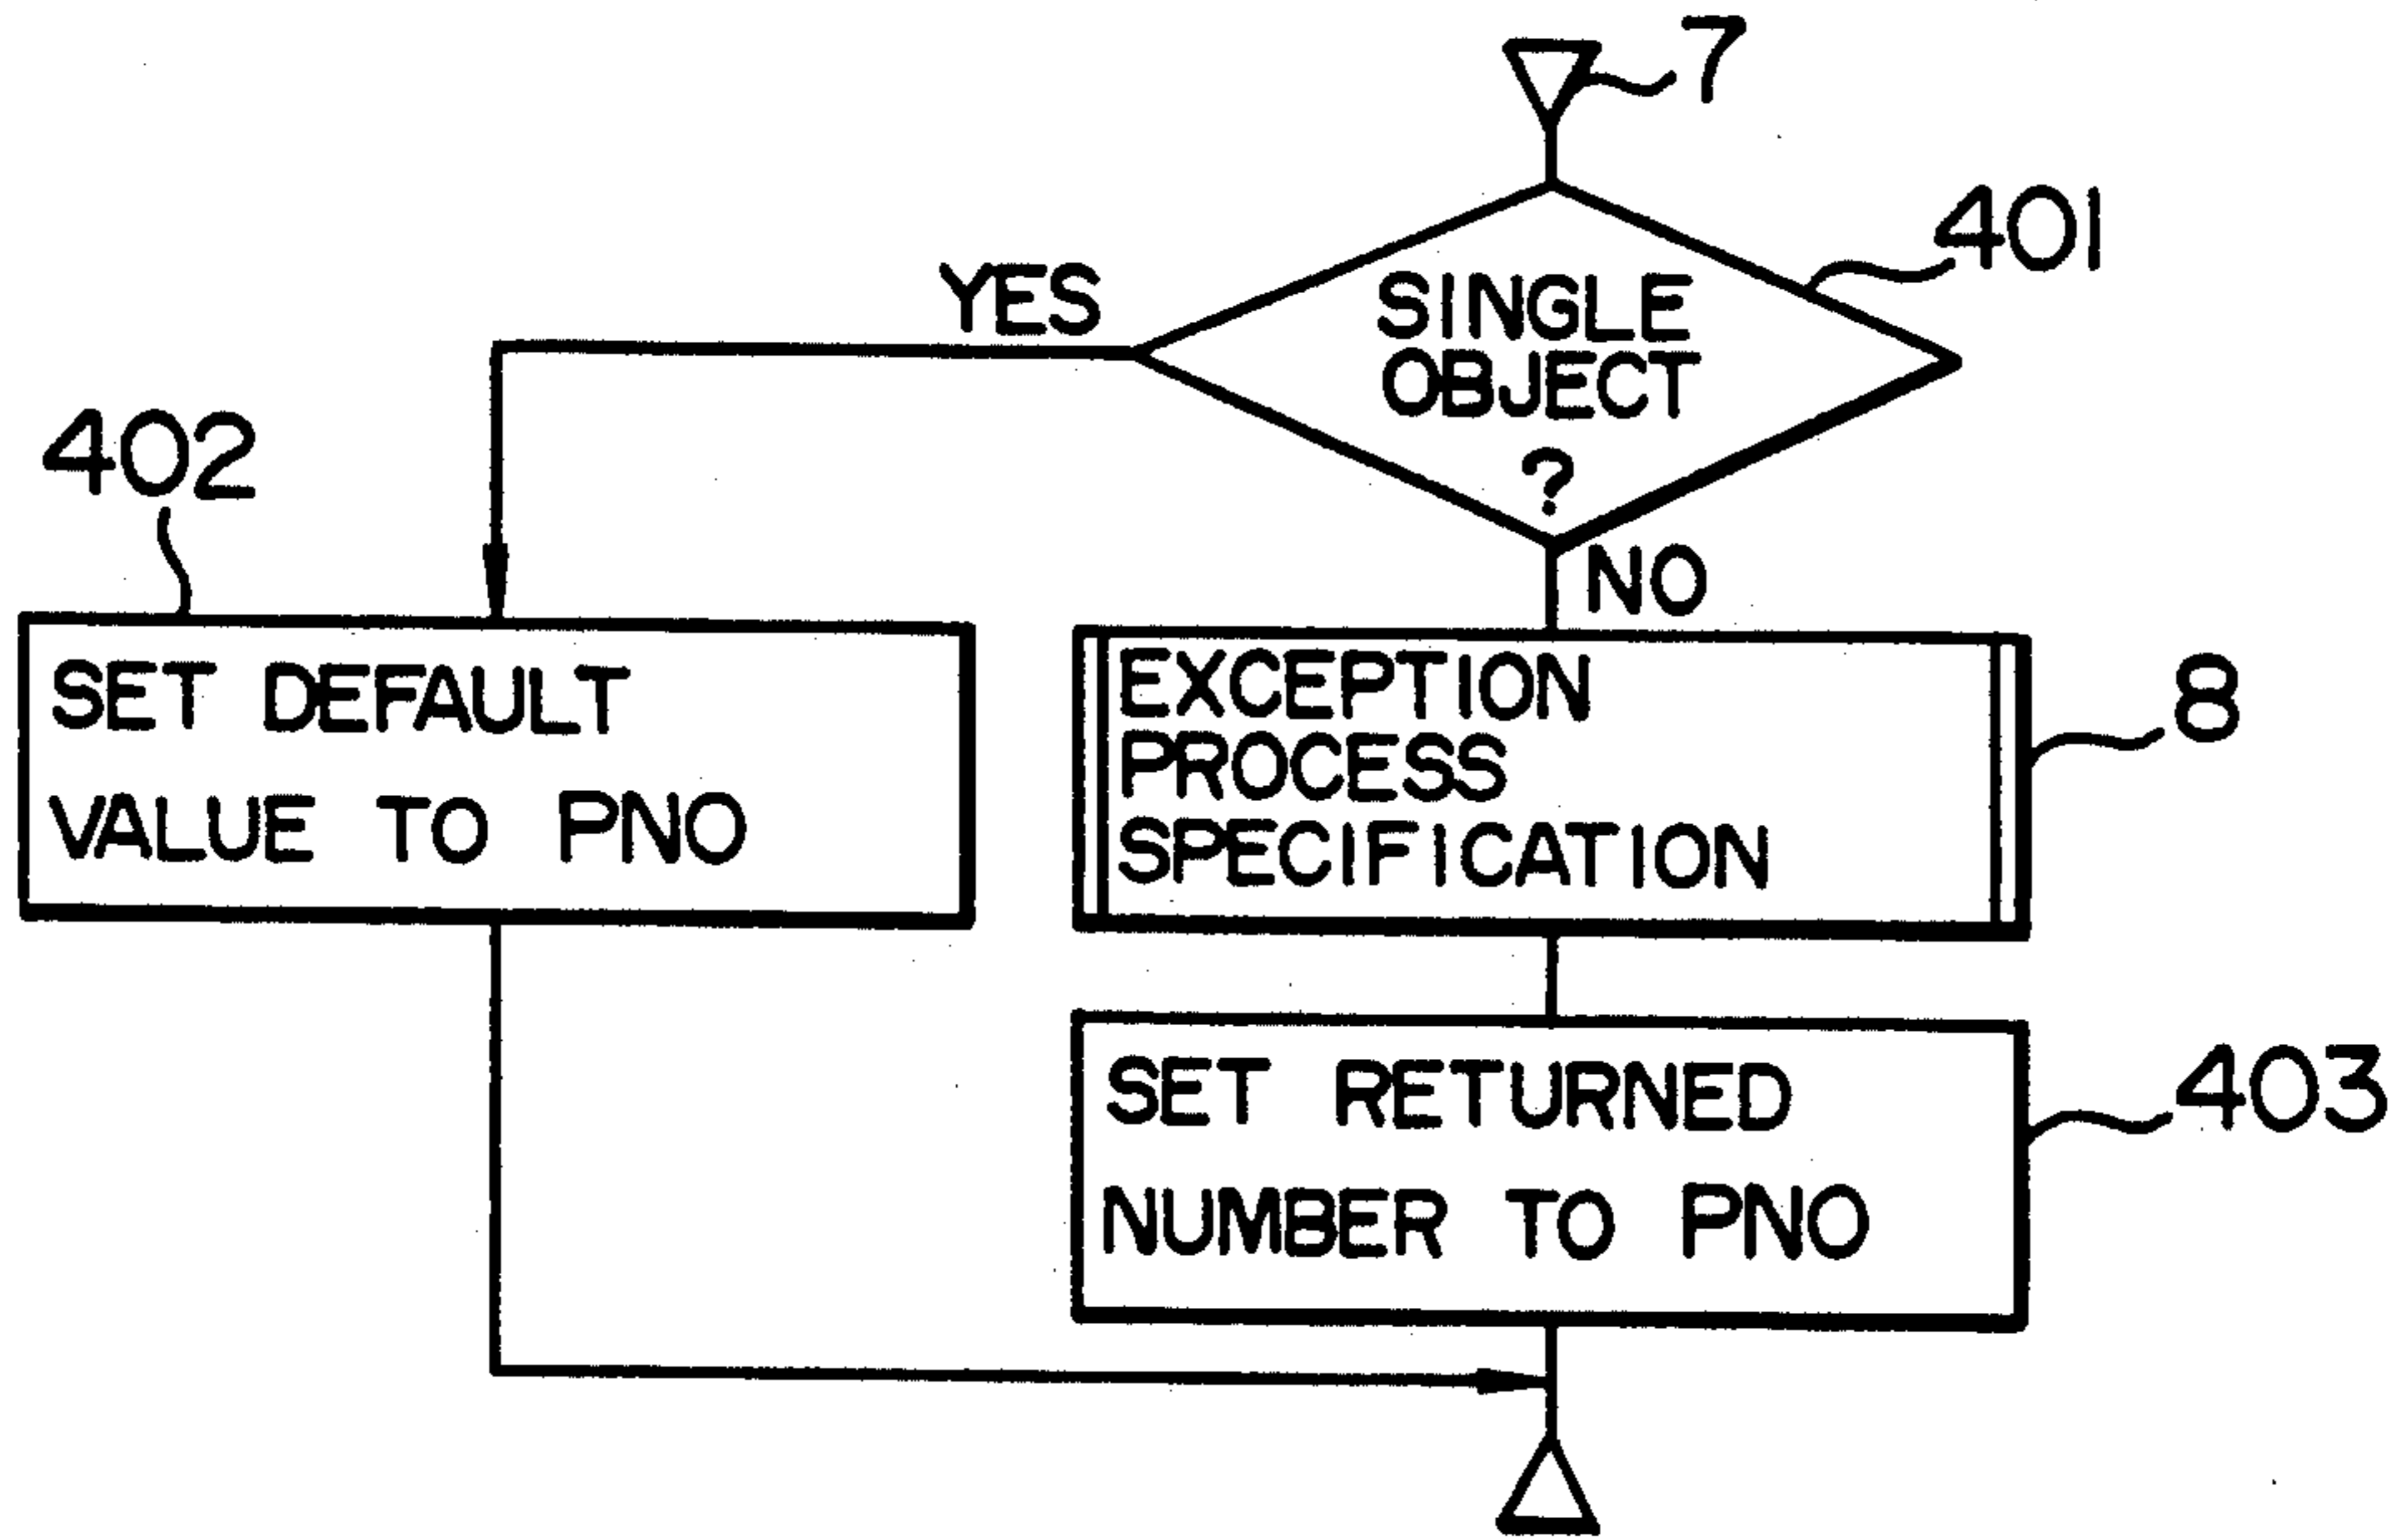 7
401
YES
SINGLE
OBJECT
?
NO
402
SET DEFAULT
VALUE TO PNO
EXCEPTION
PROCESS
SPECIFICATION
8
SET RETURNED
NUMBER TO PNO
403